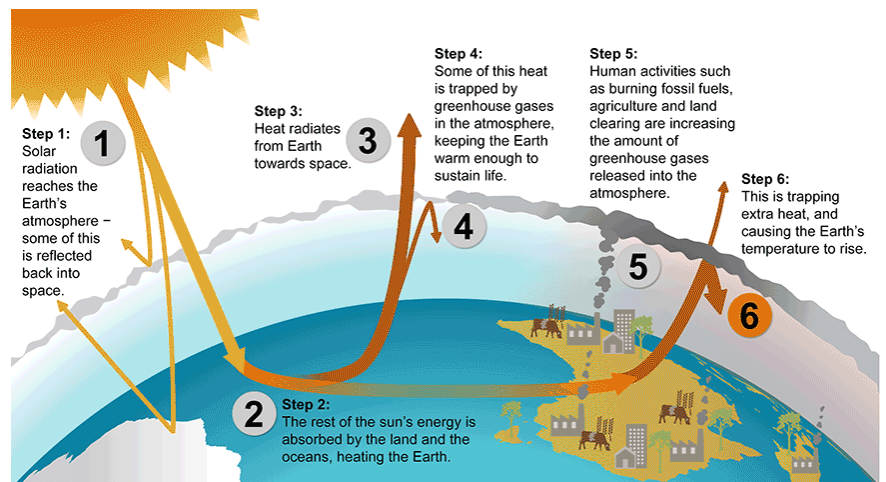 Step 1:
Solar
radiation
reaches the
Earth's
atmosphere –
some of this
is reflected
back into
space.
1
2
Step 2:
The rest of the sun's energy is
absorbed by the land and the
oceans, heating the Earth.
Step 3:
Heat radiates
from Earth
towards space.
3
Step 4:
Some of this heat
is trapped by
greenhouse gases
in the atmosphere,
keeping the Earth
warm enough to
sustain life.
4
Step 5:
Human activities such
as burning fossil fuels,
agriculture and land
clearing are increasing
the amount of
greenhouse gases
released into the
atmosphere.
5
Step 6:
This is trapping
extra heat, and
causing the Earth's
temperature to rise.
6